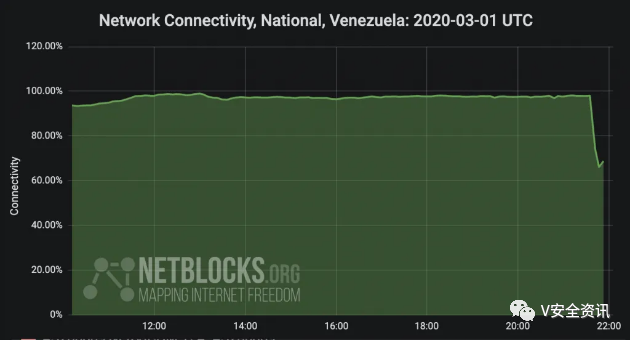 Network Connectivity, National, Venezuela: 2020-03-01 UTC
120.00%
100.00%
80.00%
60.00%
40.00%
20.00%
0%
Connectivity
NETBLOCKS.ORG
MAPPING INTERNET FREEDOM
V安全资讯
12:00
14:00
16:00
18:00
20:00
22:00